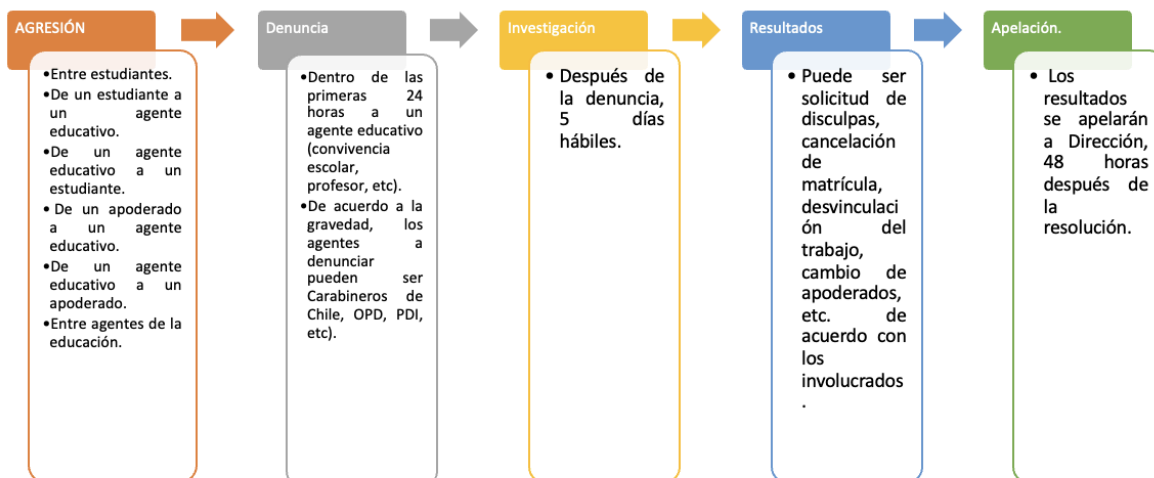 AGRESIÓN
•Entre estudiantes.
•De un estudiante a
un agente
educativo.
•De un agente
educativo a un
estudiante.
• De un apoderado
a un agente
educativo.
•De un agente
educativo a un
apoderado.
•Entre agentes de la
educación.
Denuncia
•Dentro de las
primeras 24
horas a un
agente educativo
(convivencia
escolar,
profesor, etc).
•De acuerdo a la
gravedad, los
agentes a
denunciar
pueden ser
Carabineros de
Chile, OPD, PDI,
etc).
Investigación
• Después de
la denuncia,
5 días
hábiles.
Resultados
• Puede ser
solicitud de
disculpas,
cancelación
de
matrícula,
desvinculaci
ón del
trabajo,
cambio de
apoderados,
etc. de
acuerdo con
los
involucrados
.
Apelación.
• Los
resultados
se apelarán
a Dirección,
48 horas
después de
la
resolución.